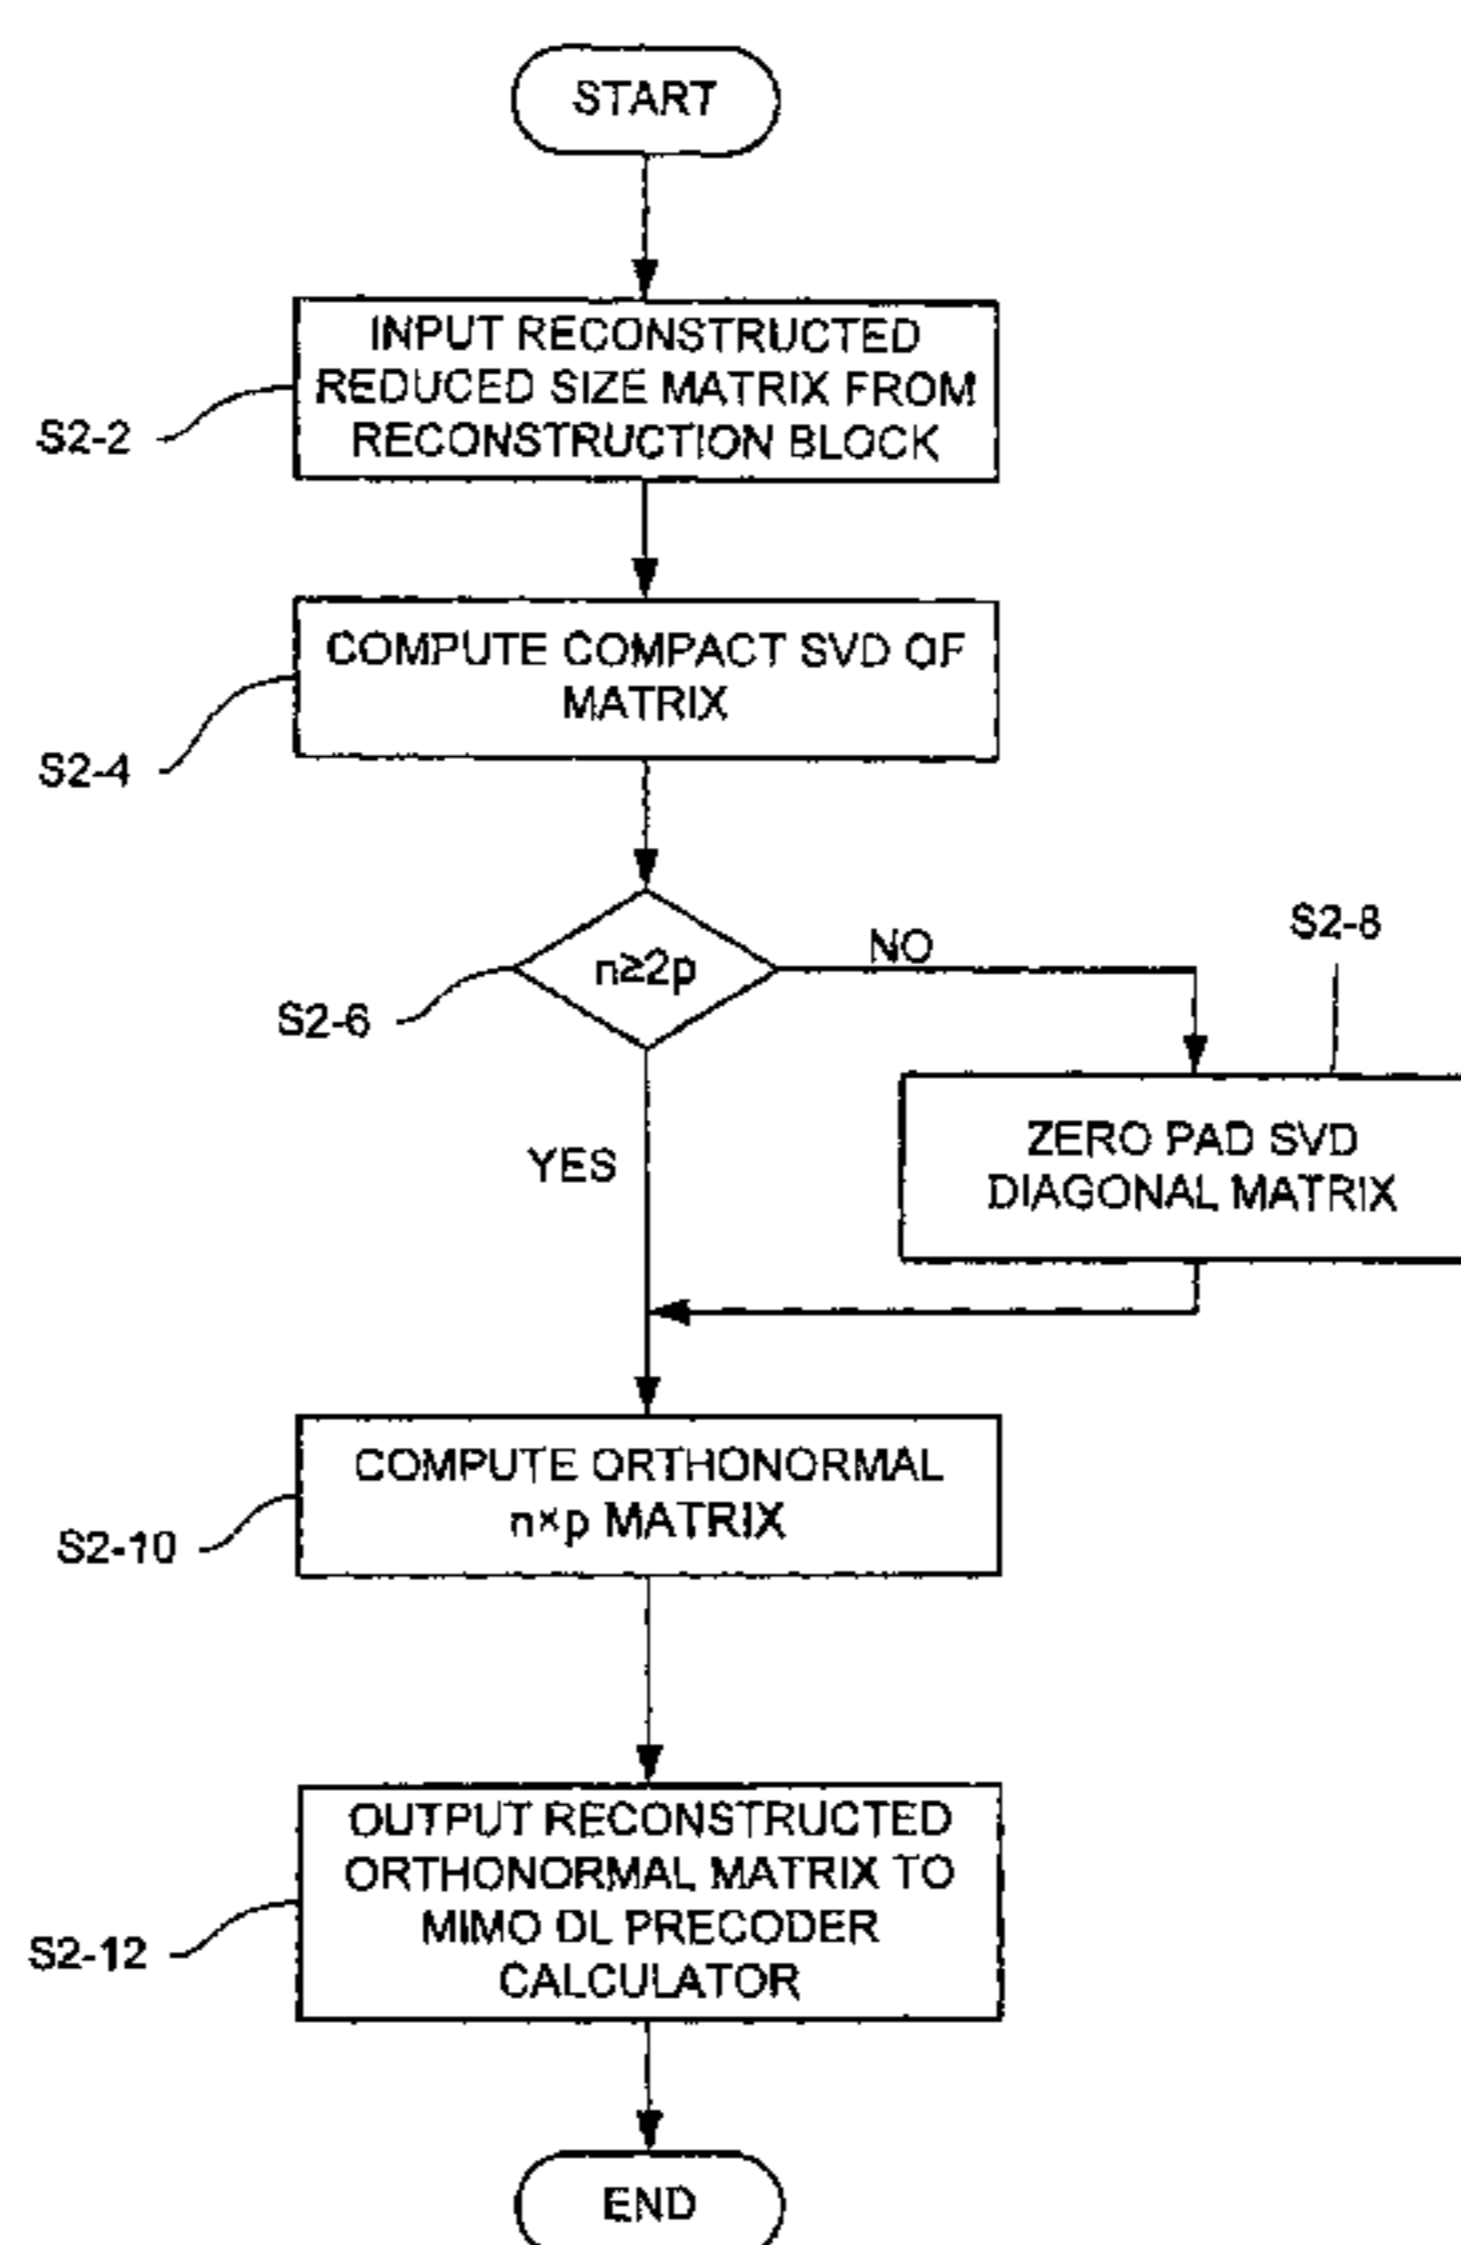 START
INPUT RECONSTRUCTED
REDUCED SIZE MATRIX FROM
RECONSTRUCTION BLOCK
S2-2
COMPUTE COMPACT SVD OF
MATRIX
S2-4
n≥2p
S2-6
NO
S2-8
ZERO PAD SVD
DIAGONAL MATRIX
YES
COMPUTE ORTHONORMAL
n×p MATRIX
S2-10
OUTPUT RECONSTRUCTED
ORTHONORMAL MATRIX TO
MIMO DL PRECODER
CALCULATOR
S2-12
END